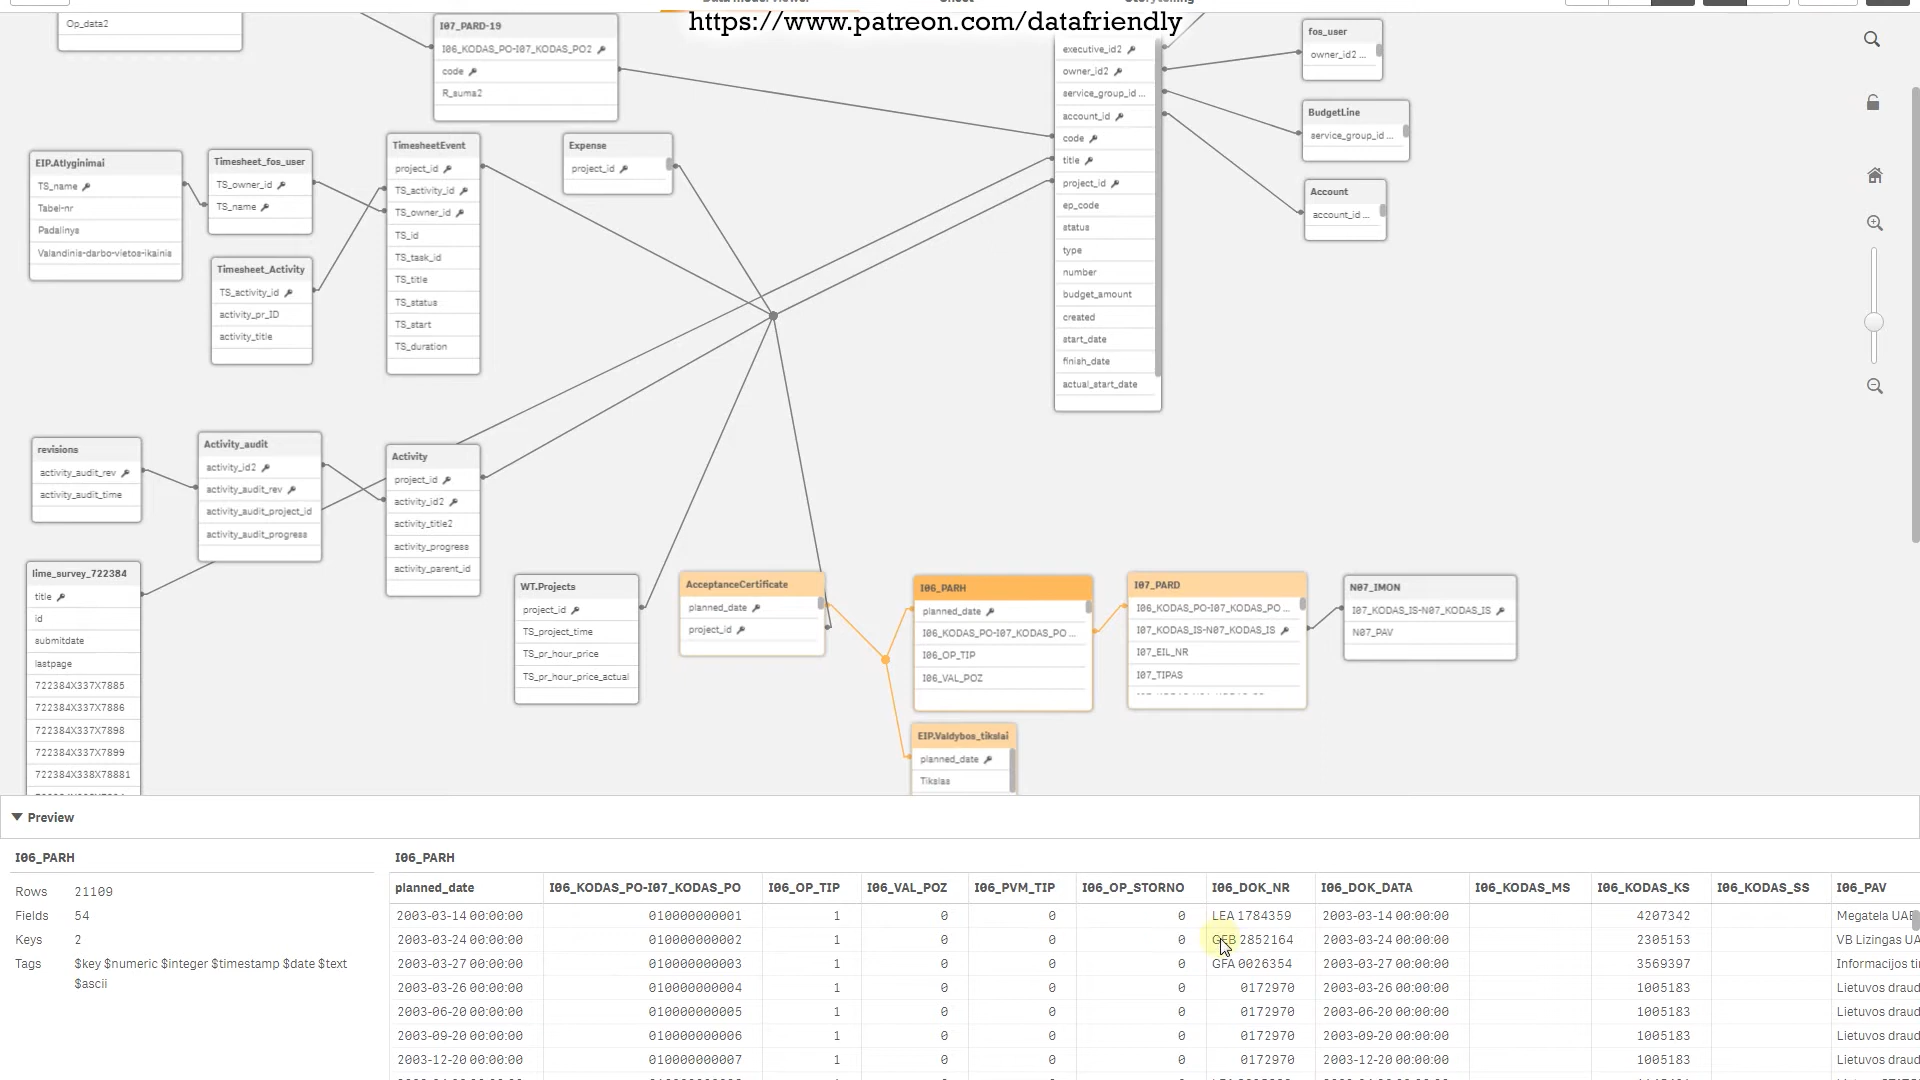 https://www.patreon.com/datafriendly
Op_data2
I07_PARD-19
I06_KODAS_PO-I07_KODAS_PO2
code
R_suma2
executive_id2
owner_id2
service_group_id ...
account_id
code
title
project_id
ep_code
status
type
number
budget_amount
created
start_date
finish_date
actual_start_date
fos_user
owner_id2 ...
BudgetLine
service_group_id ...
Account
account_id ...
EIP.Atlyginimai
TS_name
Tabel-nr
Padalinys
Valandinis-darbo-vietos-ikainis
Timesheet_fos_user
TS_owner_id
TS_name
Timesheet_Activity
TS_activity_id
activity_pr_ID
activity_title
TimesheetEvent
project_id
TS_activity_id
TS_owner_id
TS_id
TS_task_id
TS_title
TS_status
TS_start
TS_duration
Expense
project_id
revisions
activity_audit_rev
activity_audit_time
Activity_audit
activity_id2
activity_audit_rev
activity_audit_project_id
activity_audit_progress
Activity
project_id
activity_id2
activity_title2
activity_progress
activity_parent_id
lime_survey_722384
title
id
submitdate
lastpage
722384X337X7885
722384X337X7886
722384X337X7898
722384X337X7899
722384X338X78881
WT.Projects
project_id
TS_project_time
TS_pr_hour_price
TS_pr_hour_price_actual
AcceptanceCertificate
planned_date
project_id
I06_PARH
planned_date
I06_KODAS_PO-I07_KODAS_PO ...
I06_OP_TIP
I06_VAL_POZ
I07_PARD
I06_KODAS_PO-I07_KODAS_PO ...
I07_KODAS_IS-N07_KODAS_IS
I07_EIL_NR
I07_TIPAS
N07_IMON
I07_KODAS_IS-N07_KODAS_IS
N07_PAV
EIP.Valdybos_tikslai
planned_date
Tikslas
Preview
I06_PARH
Rows 21109
Fields 54
Keys 2
Tags $key $numeric $integer $timestamp $date $text
$ascii
I06_PARH
planned_date I06_KODAS_PO-I07_KODAS_PO I06_OP_TIP I06_VAL_POZ I06_PVM_TIP I06_OP_STORNO I06_DOK_NR I06_DOK_DATA I06_KODAS_MS I06_KODAS_KS I06_KODAS_SS I06_PAV
2003-03-14 00:00:00 010000000001 1 0 0 0 LEA 1784359 2003-03-14 00:00:00 4207342 Megatela UAB
2003-03-24 00:00:00 010000000002 1 0 0 0 GEB 2852164 2003-03-24 00:00:00 2305153 VB Lizingas UA
2003-03-27 00:00:00 010000000003 1 0 0 0 GFA 0026354 2003-03-27 00:00:00 3569397 Informacijos ti
2003-03-26 00:00:00 010000000004 1 0 0 0 0172970 2003-03-26 00:00:00 1005183 Lietuvos draud
2003-06-20 00:00:00 010000000005 1 0 0 0 0172970 2003-06-20 00:00:00 1005183 Lietuvos draud
2003-09-20 00:00:00 010000000006 1 0 0 0 0172970 2003-09-20 00:00:00 1005183 Lietuvos draud
2003-12-20 00:00:00 010000000007 1 0 0 0 0172970 2003-12-20 00:00:00 1005183 Lietuvos draud